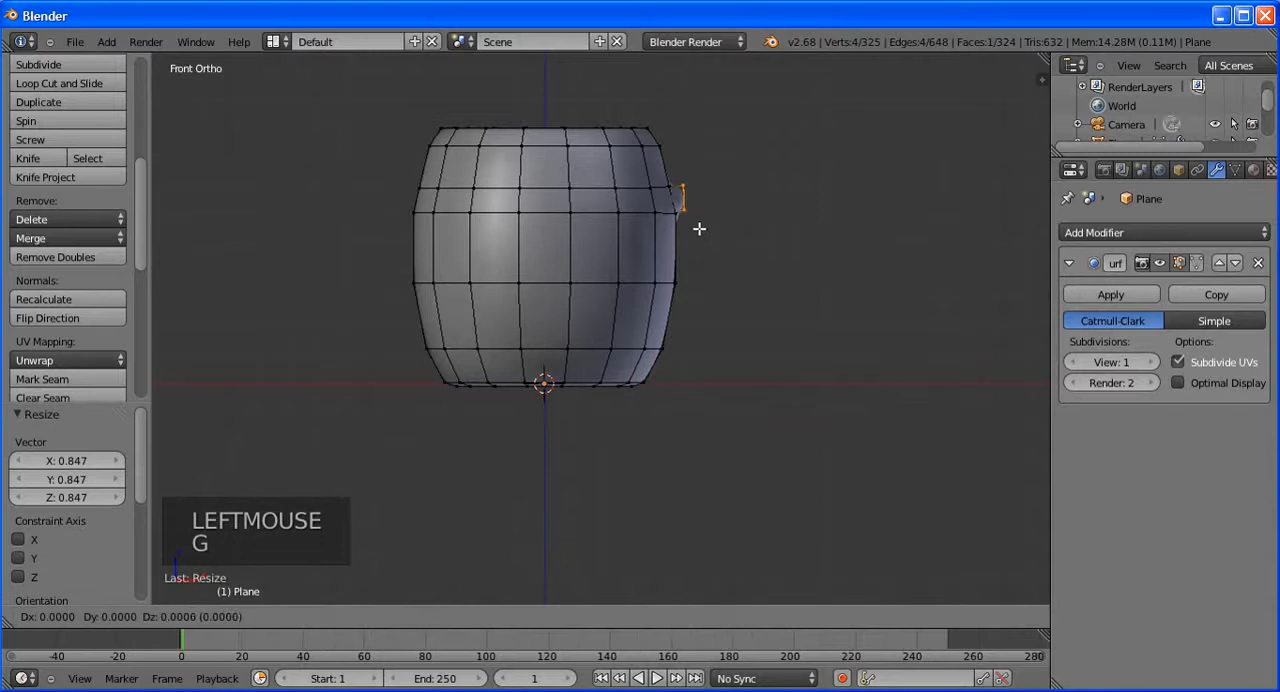 Blender
File Add Render Window Help Default Scene Blender Render v2.68 | Verts:4/325 | Edges:4/648 | Faces:1/324 | Tris:632 | Mem:14.28M (0.11M) | Plane
Subdivide
Loop Cut and Slide
Duplicate
Spin
Screw
Knife Select
Knife Project
Remove:
Delete
Merge
Remove Doubles
Normals:
Recalculate
Flip Direction
UV Mapping:
Unwrap
Mark Seam
Clear Seam
Resize
Vector
X: 0.847
Y: 0.847
Z: 0.847
Constraint Axis
X
Y
Z
Orientation
Front Ortho
LEFTMOUSE
G
Last: Resize
(1) Plane
Dx: 0.0000 Dy: 0.0000 Dz: 0.0006 (0.0000)
View Search All Scenes
RenderLayers
World
Camera
Plane
Add Modifier
urf
Apply Copy
Catmull-Clark Simple
Subdivisions: Options:
View: 1 Subdivide UVs
Render: 2 Optimal Display
-40 -20 0 20 40 60 80 100 120 140 160 180 200 220 240 260 280
View Marker Frame Playback Start: 1 End: 250 1 No Sync